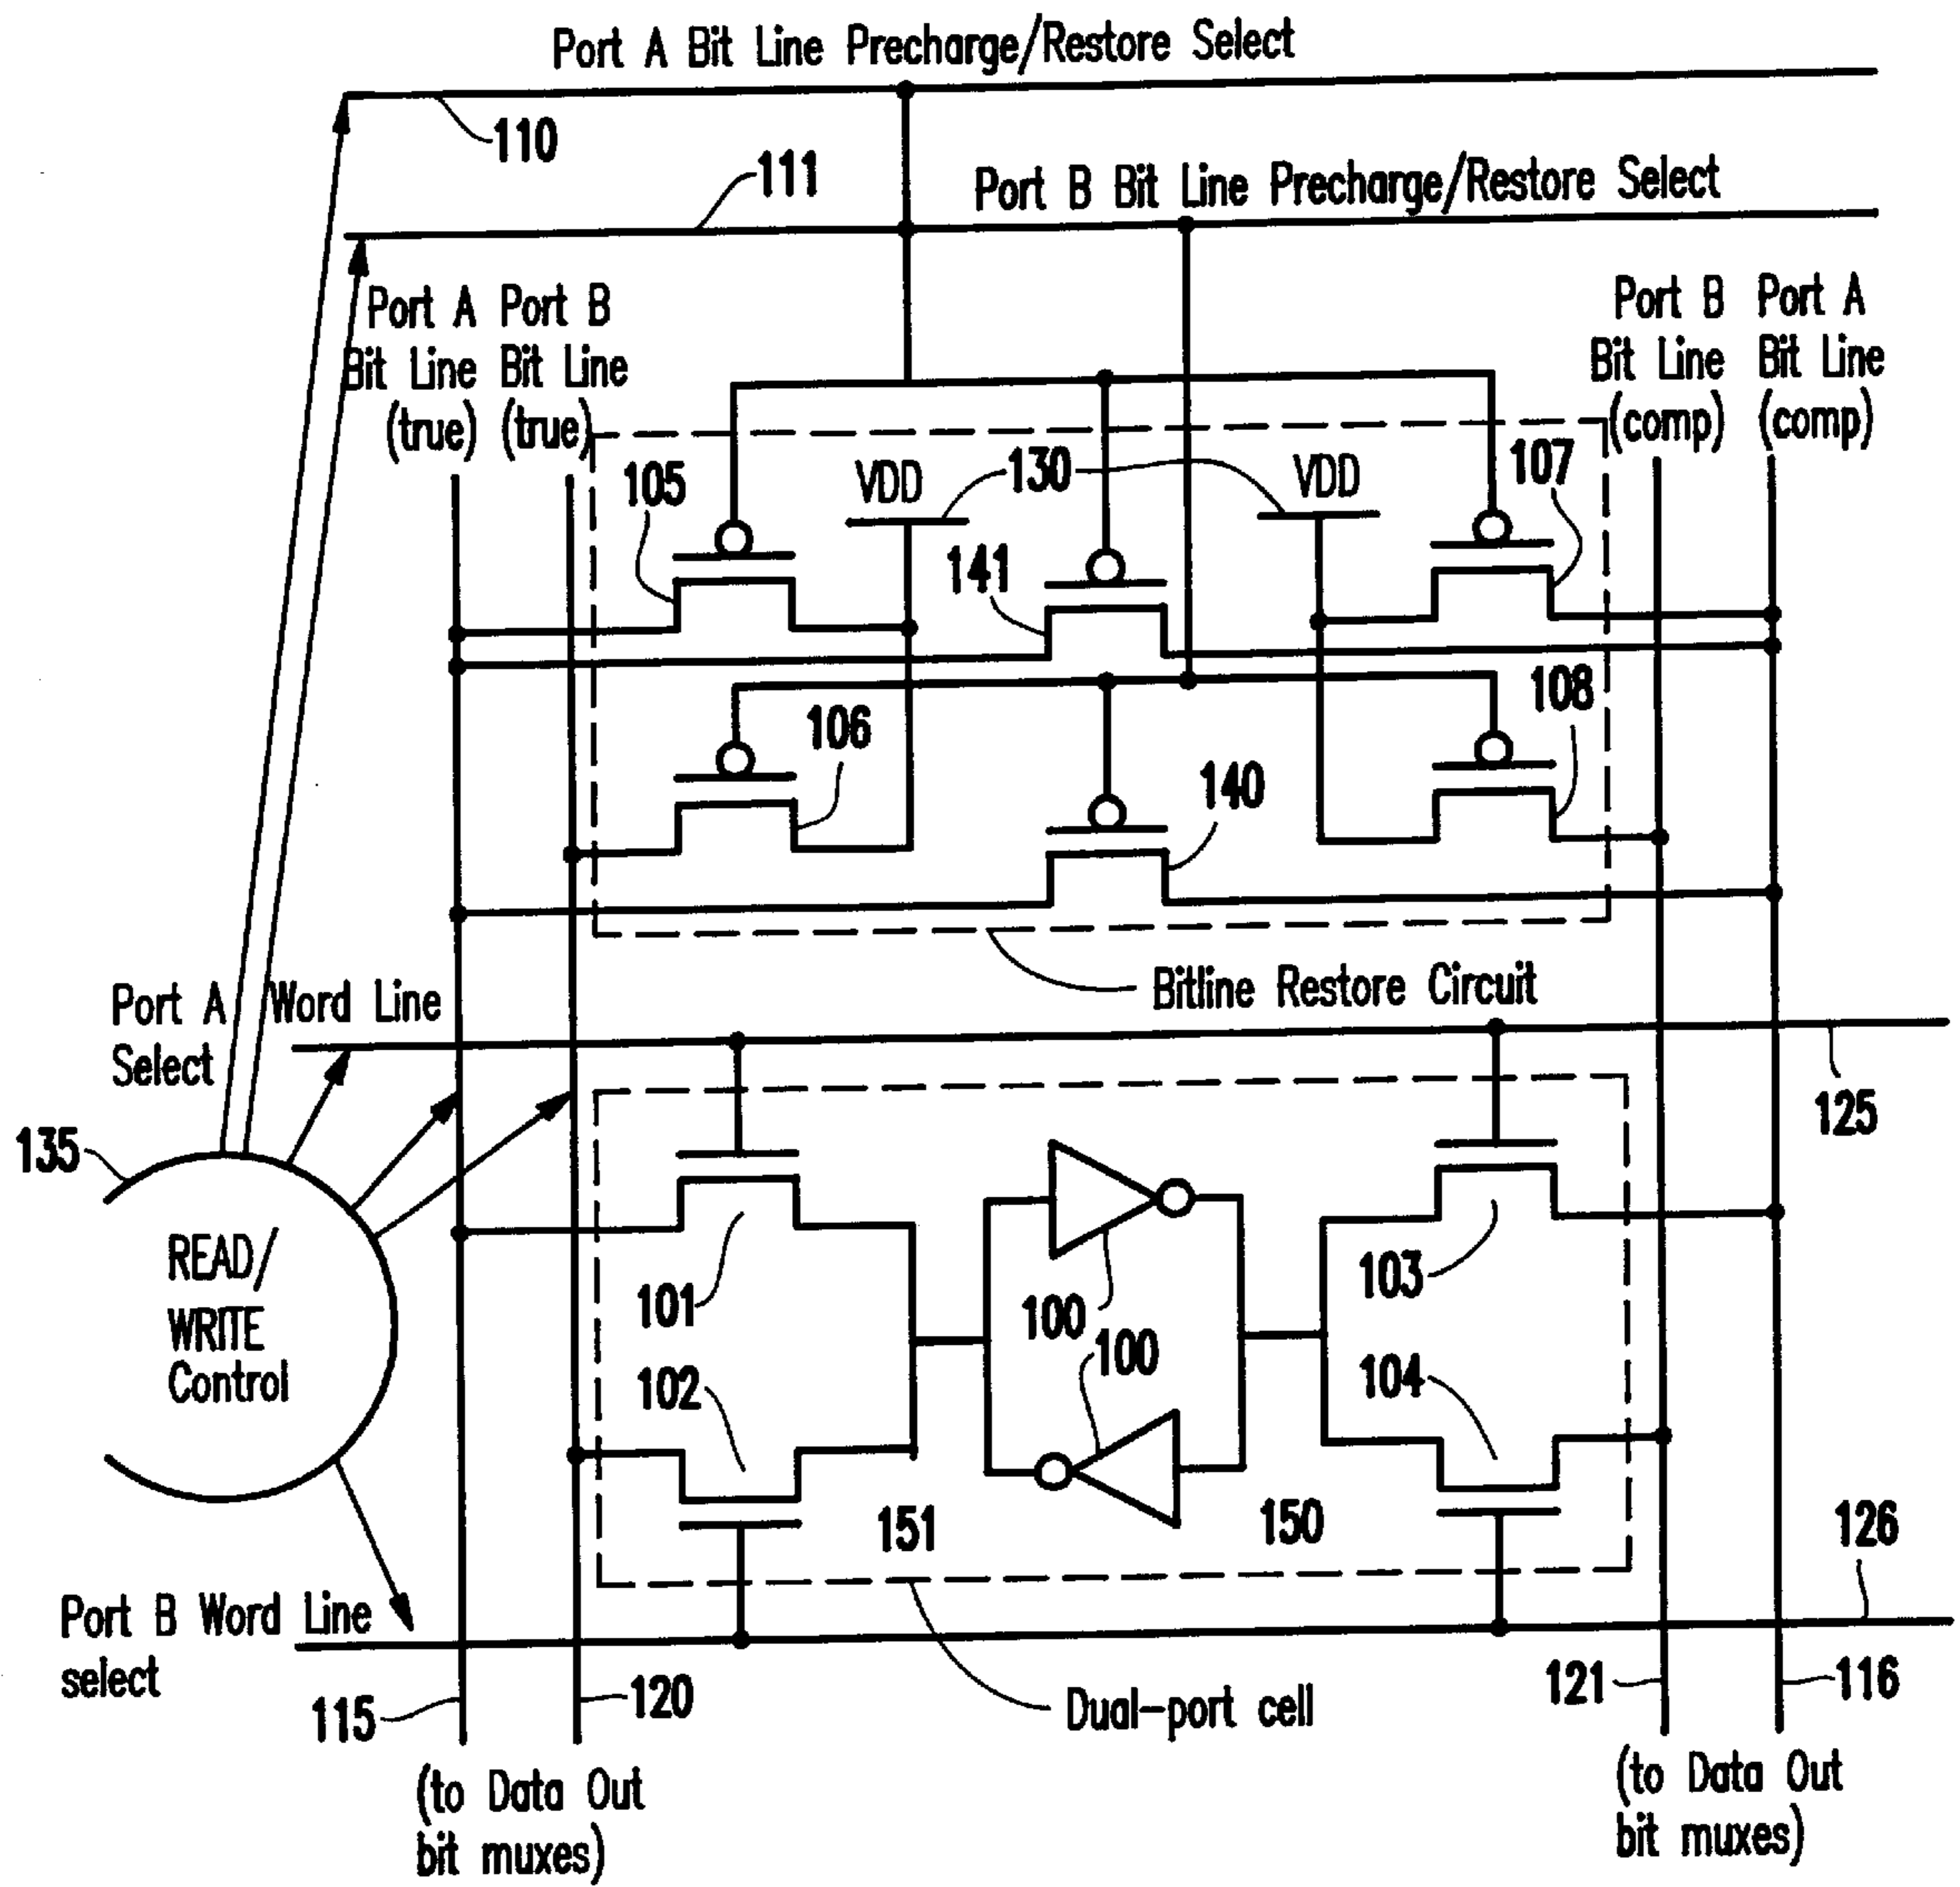 Port A Bit Line Precharge/Restore Select
110
111
Port B Bit Line Precharge/Restore Select
Port A Port B
Bit Line Bit Line
(true) (true)
Port B Port A
Bit Line Bit Line
(comp) (comp)
105
VDD
130
VDD
107
141
108
106
140
Bitline Restore Circuit
Port A Word Line
Select
125
135
READ/
WRITE
Control
101
100
103
100
102
104
151
150
126
Port B Word Line
select
115
120
Dual-port cell
121
116
(to Data Out
bit muxes)
(to Data Out
bit muxes)